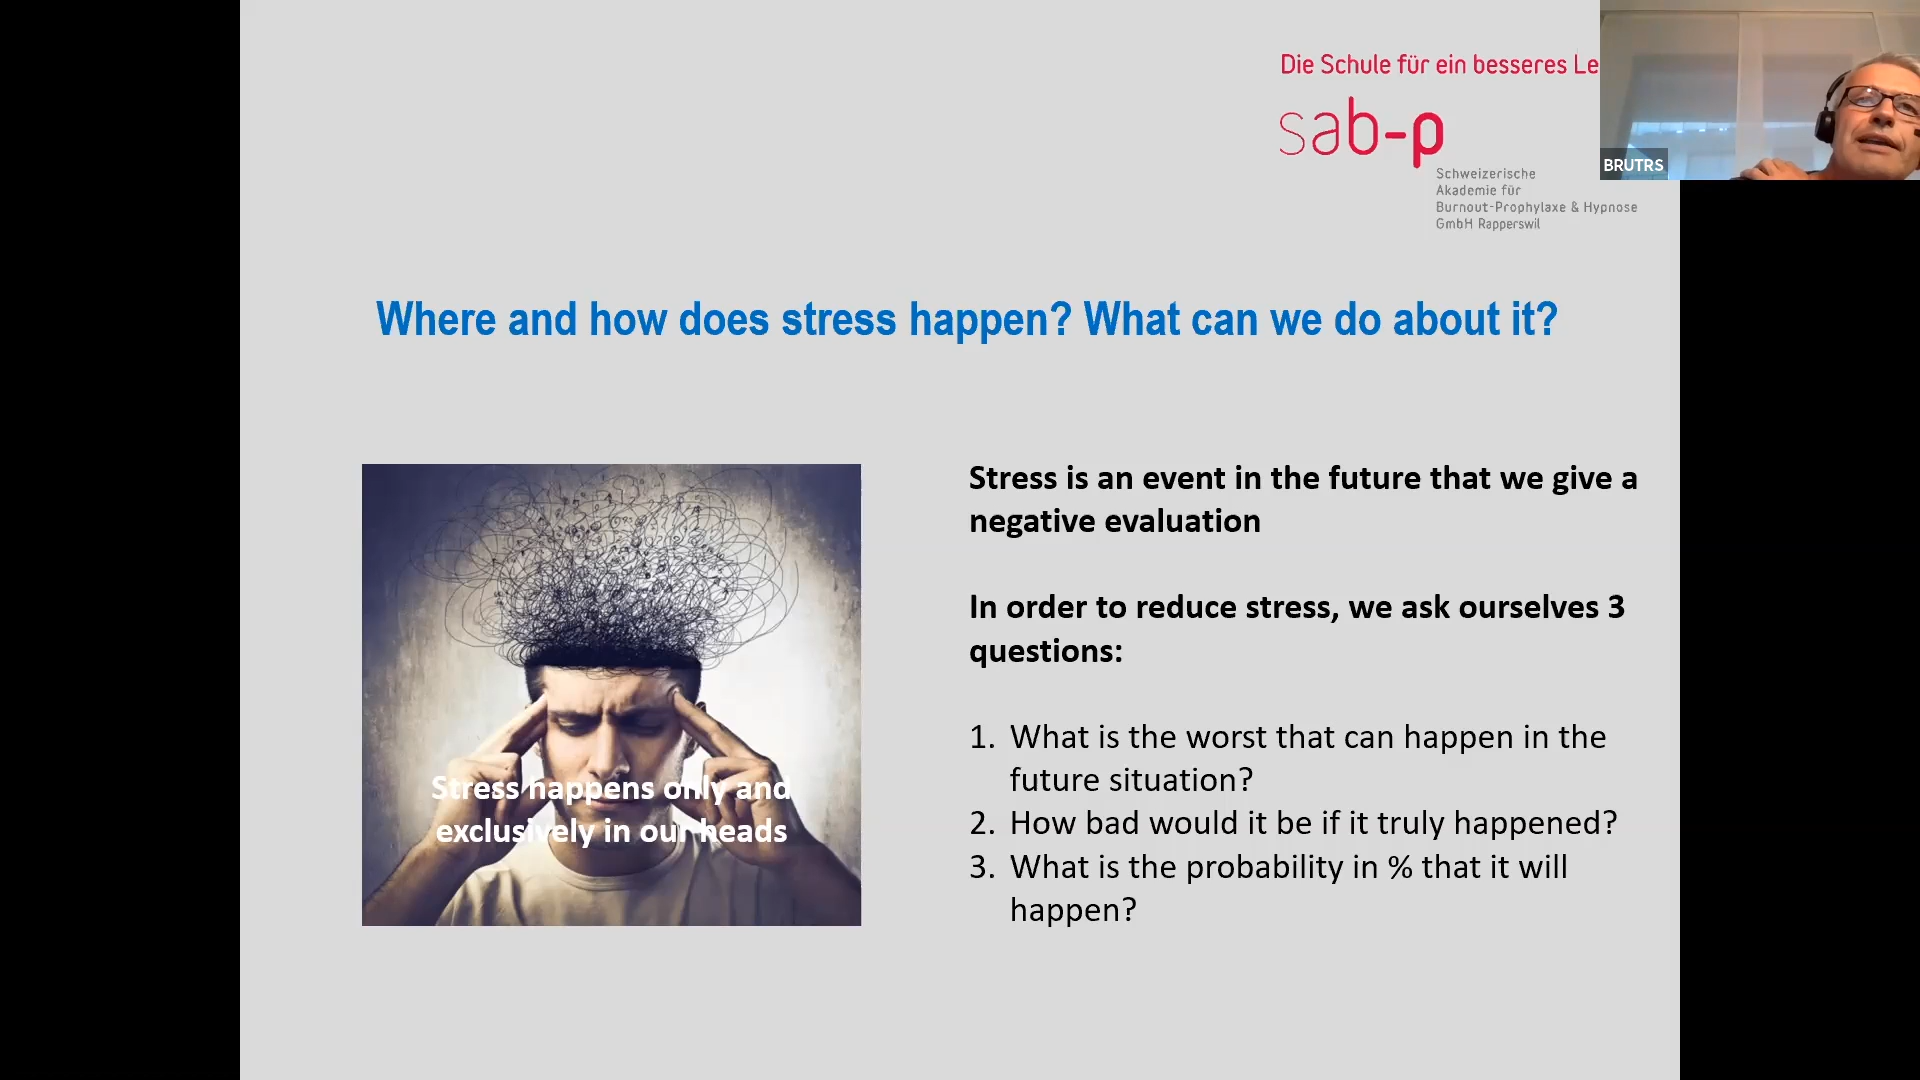 Die Schule für ein besseres Le
sab-p
BRUTRS
Schweizerische
Akademie für
Burnout-Prophylaxe & Hypnose
GmbH Rapperswil
Where and how does stress happen? What can we do about it?
Stress happens only and
exclusively in our heads
Stress is an event in the future that we give a
negative evaluation
In order to reduce stress, we ask ourselves 3
questions:
1. What is the worst that can happen in the
future situation?
2. How bad would it be if it truly happened?
3. What is the probability in % that it will
happen?